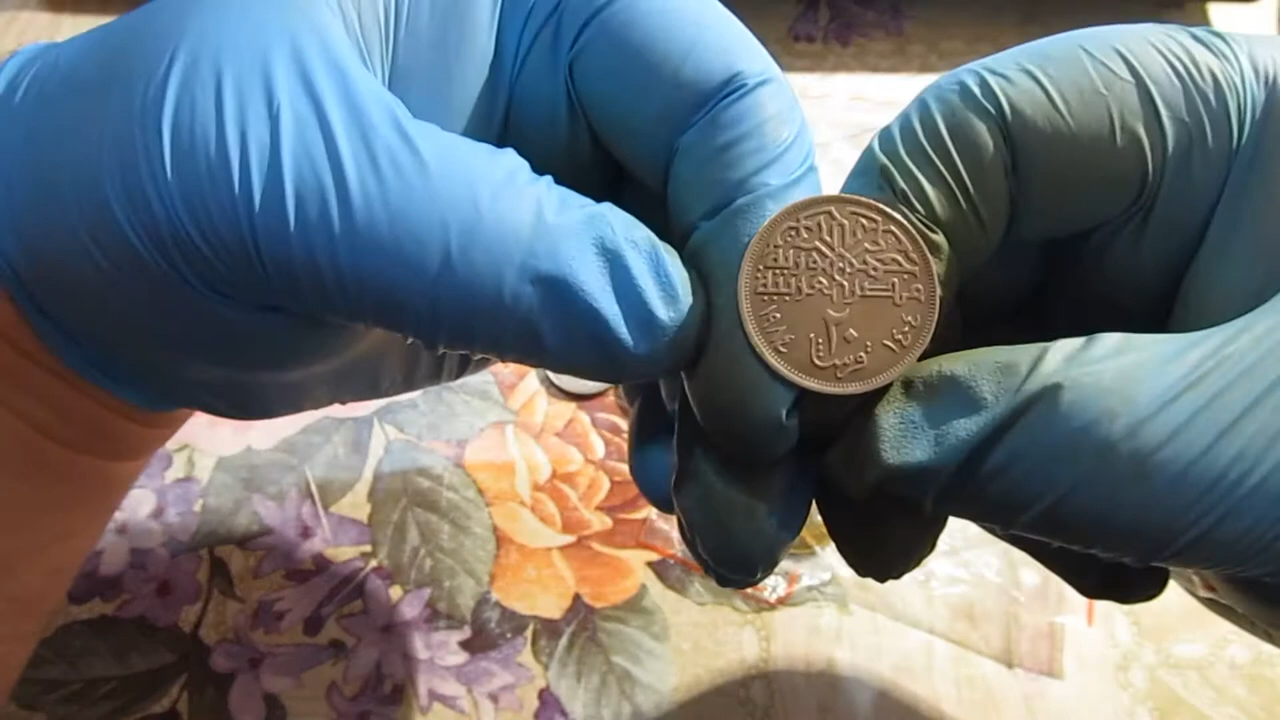 جمهورية
مصر العربية
١٩٨٤ ٢٠ ١٤٠٤
قرشا